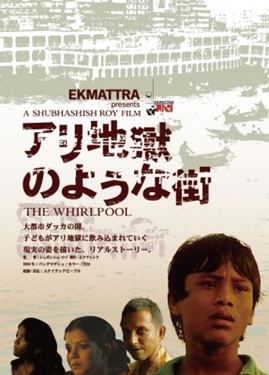 EKMATTRA
presents
A SHUBHASHISH ROY FILM
アリ地獄
のような街
THE WHIRLPOOL
大都市ダッカの闇。
子どもがアリ地獄に飲み込まれていく
現実の姿を描いた、リアルストーリー。